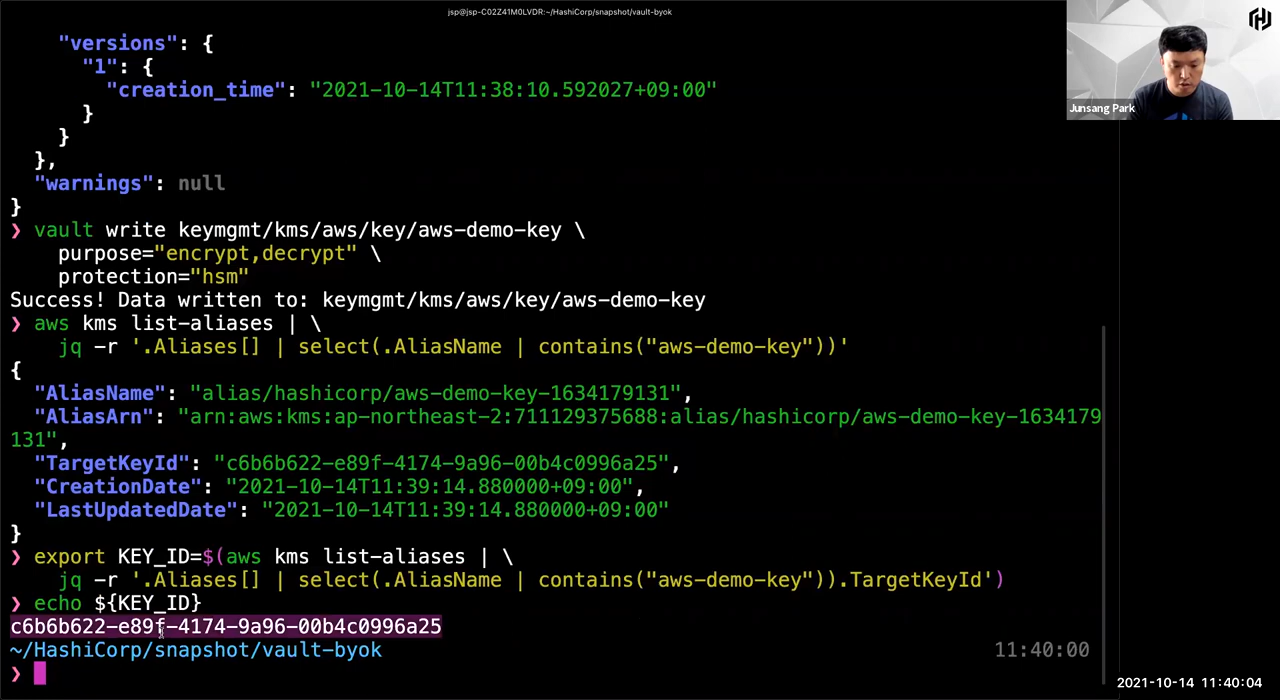 jsp@jsp-C02Z41M0LVDR:~/HashiCorp/snapshot/vault-byok
"versions": {
"1": {
"creation_time": "2021-10-14T11:38:10.592027+09:00"
}
}
},
"warnings": null
}
❯ vault write keymgmt/kms/aws/key/aws-demo-key \
purpose="encrypt,decrypt" \
protection="hsm"
Success! Data written to: keymgmt/kms/aws/key/aws-demo-key
❯ aws kms list-aliases | \
jq -r '.Aliases[] | select(.AliasName | contains("aws-demo-key"))'
{
"AliasName": "alias/hashicorp/aws-demo-key-1634179131",
"AliasArn": "arn:aws:kms:ap-northeast-2:711129375688:alias/hashicorp/aws-demo-key-1634179
131",
"TargetKeyId": "c6b6b622-e89f-4174-9a96-00b4c0996a25",
"CreationDate": "2021-10-14T11:39:14.880000+09:00",
"LastUpdatedDate": "2021-10-14T11:39:14.880000+09:00"
}
❯ export KEY_ID=$(aws kms list-aliases | \
jq -r '.Aliases[] | select(.AliasName | contains("aws-demo-key")).TargetKeyId')
❯ echo ${KEY_ID}
c6b6b622-e89f-4174-9a96-00b4c0996a25
~/HashiCorp/snapshot/vault-byok 11:40:00
❯
Junsang Park
2021-10-14 11:40:04